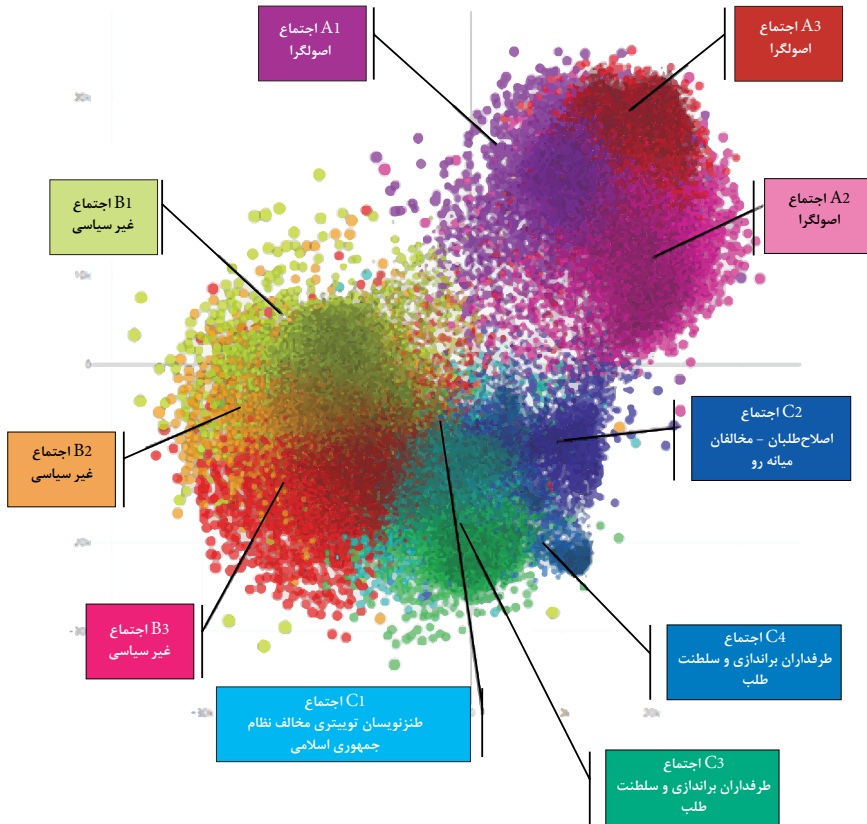 اجتماع A1
اصولگرا
اجتماع A3
اصولگرا
اجتماع B1
غیر سیاسی
اجتماع A2
اصولگرا
0
اجتماع C2
اصلاح‌طلبان - مخالفان
میانه رو
اجتماع B2
غیر سیاسی
اجتماع B3
غیر سیاسی
اجتماع C4
طرفداران براندازی و سلطنت
طلب
اجتماع C1
طنزنویسان توییتری مخالف نظام
جمهوری اسلامی
اجتماع C3
طرفداران براندازی و سلطنت
طلب